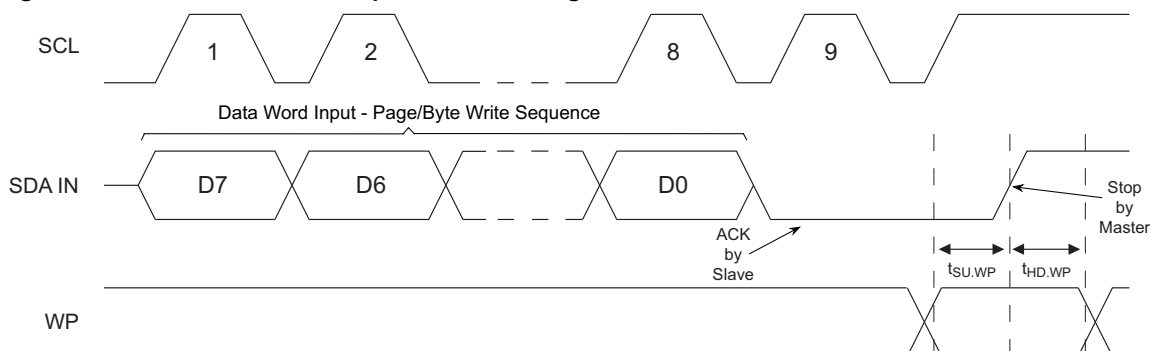 SCL
1
2
8
9
Data Word Input - Page/Byte Write Sequence
SDA IN
D7
D6
D0
Stop
by
Master
ACK
by
Slave
tSU.WP
tHD.WP
WP